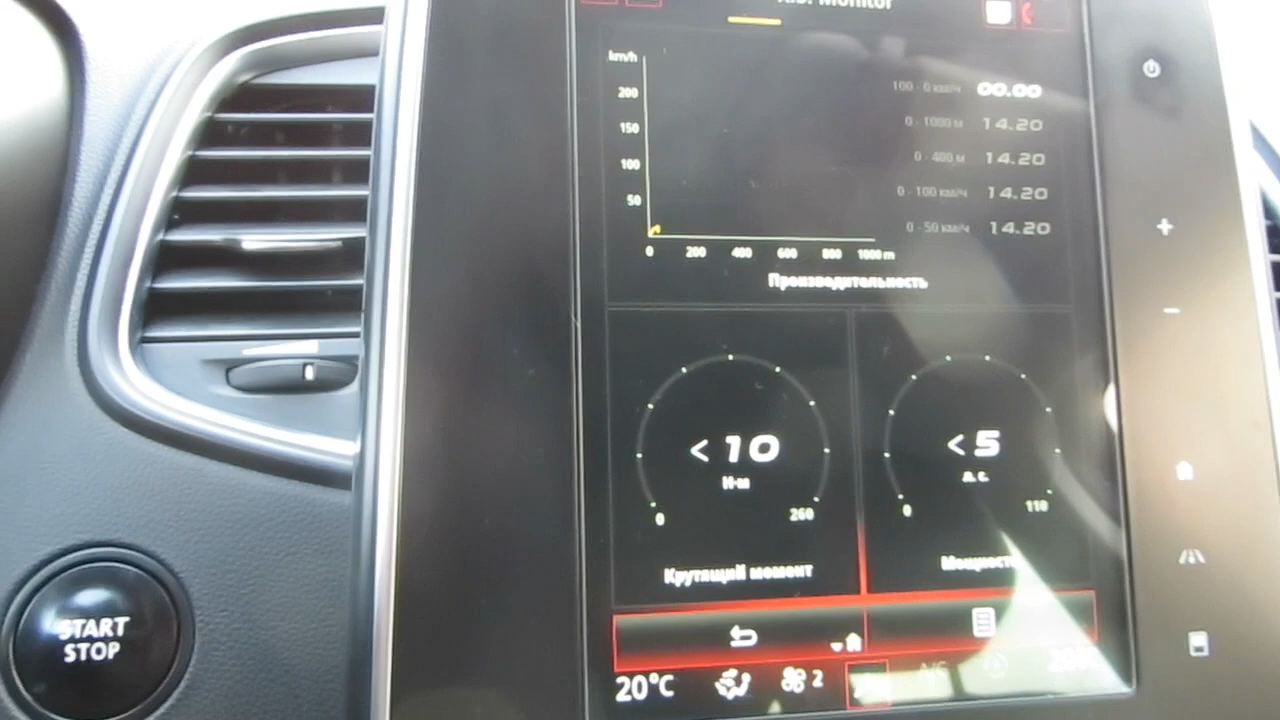 Monitor
km/h
200
150
100
50
0 200 400 600 800 1000 m
100 - 0 км/ч 00.00
0 - 1000 м 14.20
0 - 400 м 14.20
0 - 100 км/ч 14.20
0 - 50 км/ч 14.20
Производительность
< 10
Н·м
0 260
Крутящий момент
< 5
л. с.
0 110
Мощность
START
STOP
20°C
2
A/C